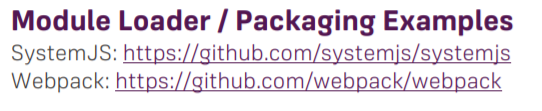 Module Loader / Packaging Examples
SystemJS: https://github.com/systemjs/systemjs
Webpack: https://github.com/webpack/webpack